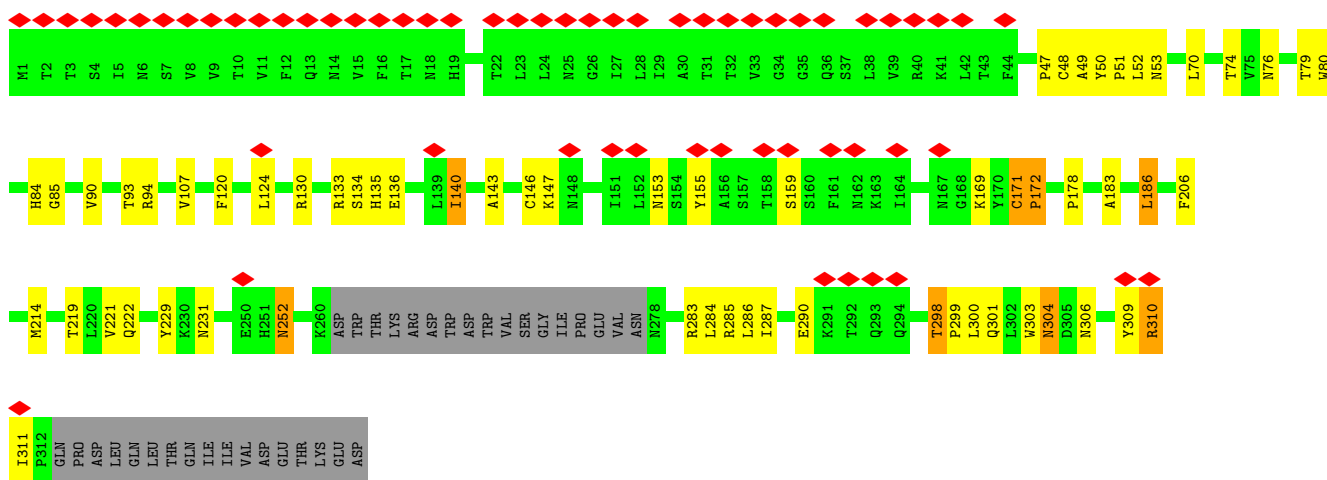 M1 T2 T3 S4 I5 N6 S7 V8 V9 T10 V11 F12 Q13 N14 V15 F16 T17 N18 H19 T22 L23 L24 N25 G26 I27 L28 I29 A30 T31 T32 V33 G34 G35 Q36 S37 L38 V39 R40 K41 L42 T43 F44 P47 C48 A49 Y50 P51 L52 N53 L70 T74 V75 N76 T79 W80
H84 G85 V90 T93 R94 V107 F120 L124 R130 R133 S134 H135 E136 L139 I140 A143 C146 K147 N148 I151 L152 N153 S154 Y155 A156 S157 T158 S159 S160 F161 N162 K163 I164 N167 G168 K169 Y170 C171 P172 P178 A183 L186 F206
M214 T219 L220 V221 Q222 Y229 K230 N231 E250 H251 N252 K260 ASP TRP THR LYS ARG ASP TRP ASP TRP VAL SER GLY ILE PRO GLU VAL ASN N278 R283 L284 R285 L286 I287 E290 K291 T292 Q293 Q294 T298 P299 L300 Q301 L302 W303 N304 D305 N306 Y309 R310
I311 P312 GLN PRO ASP LEU GLN LEU THR GLN ILE ILE VAL ASP GLU THR LYS GLU ASP